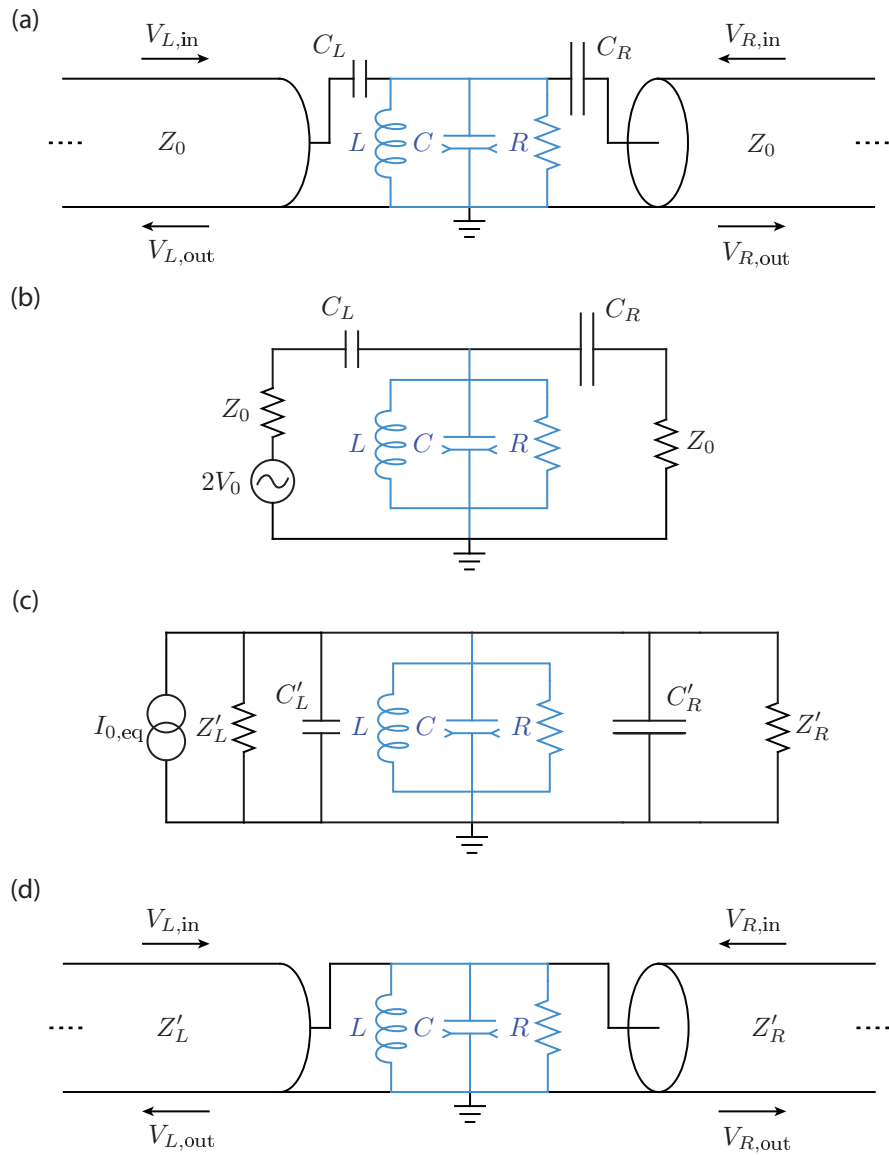 (a)
V_{L,in}
C_L
C_R
V_{R,in}
Z_0
L
C
R
Z_0
V_{L,out}
V_{R,out}
(b)
C_L
C_R
Z_0
L
C
R
Z_0
2V_0
(c)
I_{0,eq}
Z'_L
C'_L
L
C
R
C'_R
Z'_R
(d)
V_{L,in}
V_{R,in}
Z'_L
L
C
R
Z'_R
V_{L,out}
V_{R,out}